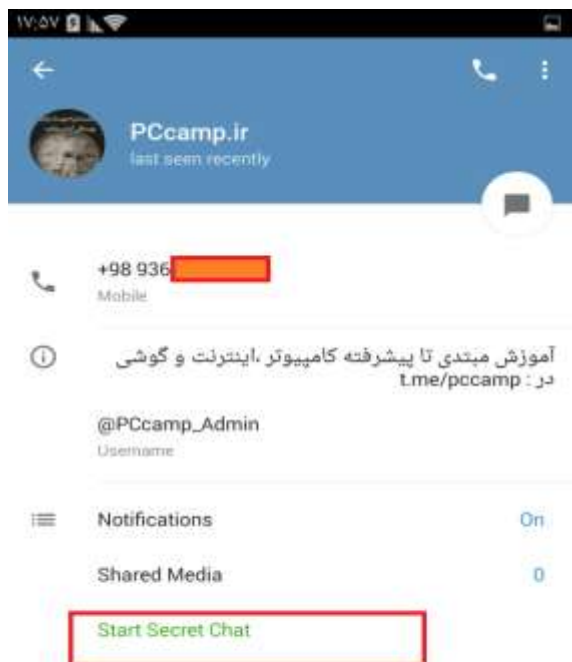 ۱۷:۵۷
PCcamp.ir
last seen recently
+98 936
Mobile
آموزش مبتدی تا پیشرفته کامپیوتر ،اینترنت و گوشی
در : t.me/pccamp
@PCcamp_Admin
Username
Notifications
On
Shared Media
0
Start Secret Chat